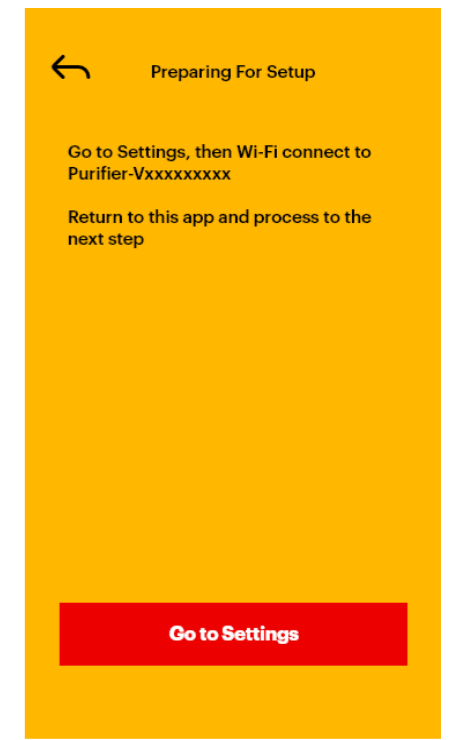 Preparing For Setup
Go to Settings, then Wi-Fi connect to
Purifier-Vxxxxxxxxx
Return to this app and process to the
next step
Go to Settings